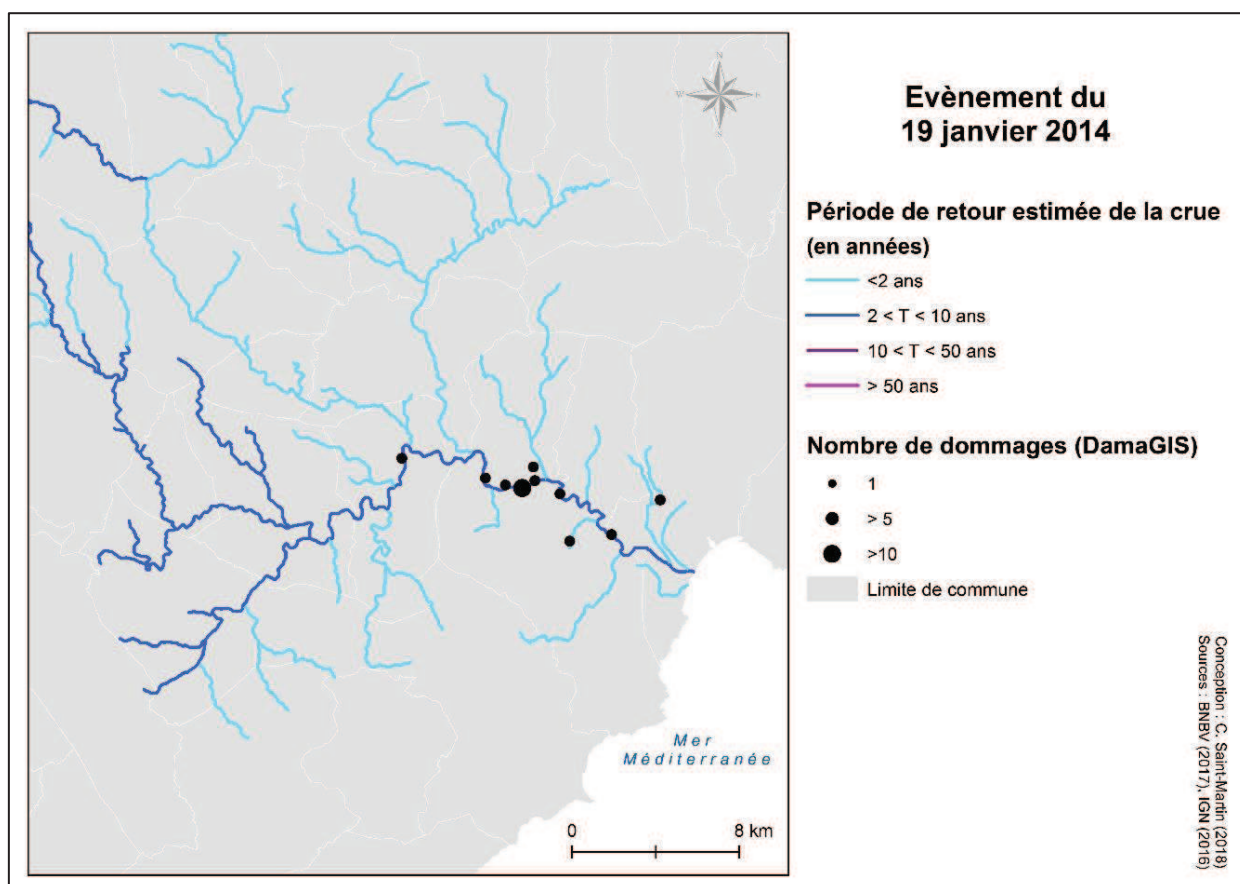 Evènement du
19 janvier 2014
Période de retour estimée de la crue
(en années)
<2 ans
2 < T < 10 ans
10 < T < 50 ans
> 50 ans
Nombre de dommages (DamaGIS)
1
> 5
>10
Limite de commune
N
E
S
Mer
Méditerranée
0 8 km
Conception : C. Saint-Martin (2018)
Sources : BNBV (2017), IGN (2016)